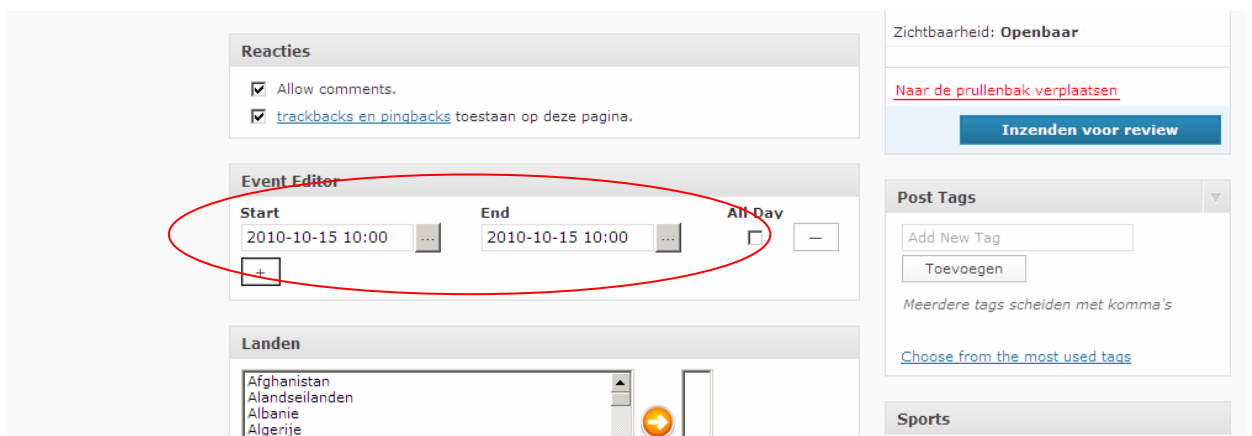 Reacties
Allow comments.
trackbacks en pingbacks toestaan op deze pagina.
Event Editor
Start End All Day
2010-10-15 10:00 ... 2010-10-15 10:00 ... —
+
Landen
Afghanistan
Alandseilanden
Albanie
Algerije
Zichtbaarheid: Openbaar
Naar de prullenbak verplaatsen
Inzenden voor review
Post Tags
Add New Tag
Toevoegen
Meerdere tags scheiden met komma's
Choose from the most used tags
Sports